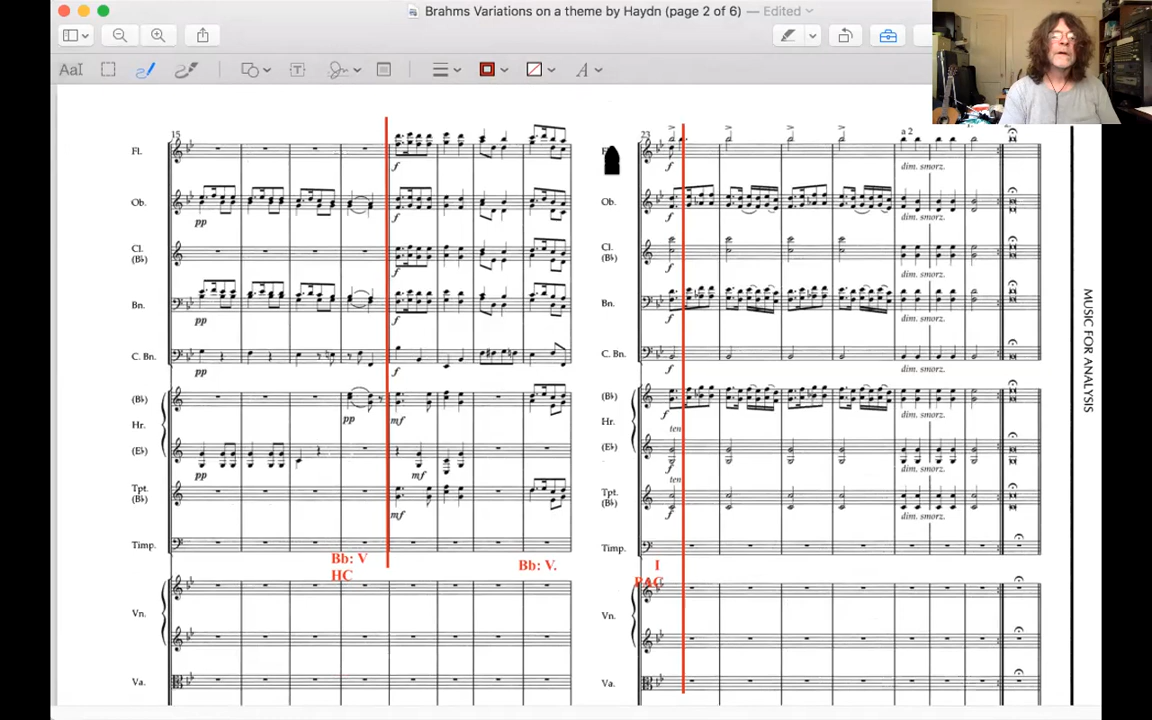 Brahms Variations on a theme by Haydn (page 2 of 6) — Edited
AaI
T
A
15
Fl.
f
Ob.
pp
f
Cl.
(B♭)
f
Bn.
pp
f
C. Bn.
pp
f
(B♭)
Hr.
pp
mf
(E♭)
pp
mf
Tpt.
(B♭)
mf
Timp.
Bb: V
HC
Bb: V.
Vn.
Va.
23
a 2
f
dim. smorz.
Ob.
f
dim. smorz.
Cl.
(B♭)
f
dim. smorz.
Bn.
f
dim. smorz.
C. Bn.
f
dim. smorz.
(B♭)
Hr.
f
dim. smorz.
ten
(E♭)
f
dim. smorz.
ten
Tpt.
(B♭)
f
dim. smorz.
Timp.
I
PAC
Vn.
Va.
MUSIC FOR ANALYSIS